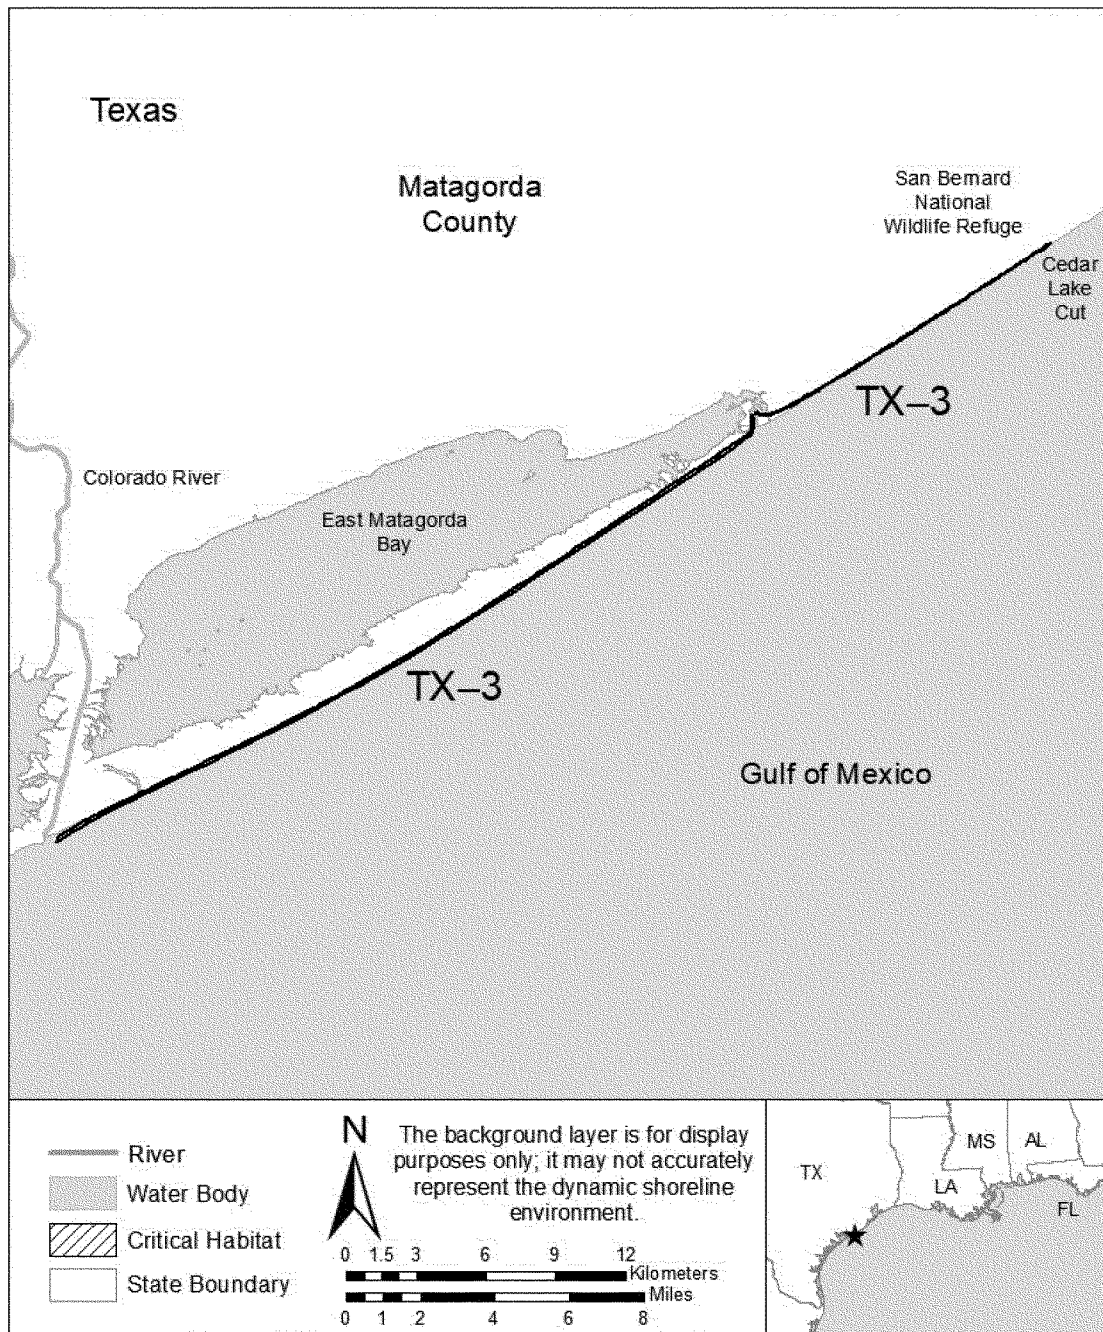 Texas
Matagorda
County
San Bernard
National
Wildlife Refuge
Cedar
Lake
Cut
TX–3
Colorado River
East Matagorda
Bay
TX–3
Gulf of Mexico
River
Water Body
Critical Habitat
State Boundary
N
The background layer is for display
purposes only; it may not accurately
represent the dynamic shoreline
environment.
0 1.5 3 6 9 12
Kilometers
Miles
0 1 2 4 6 8
TX
LA
MS
AL
FL